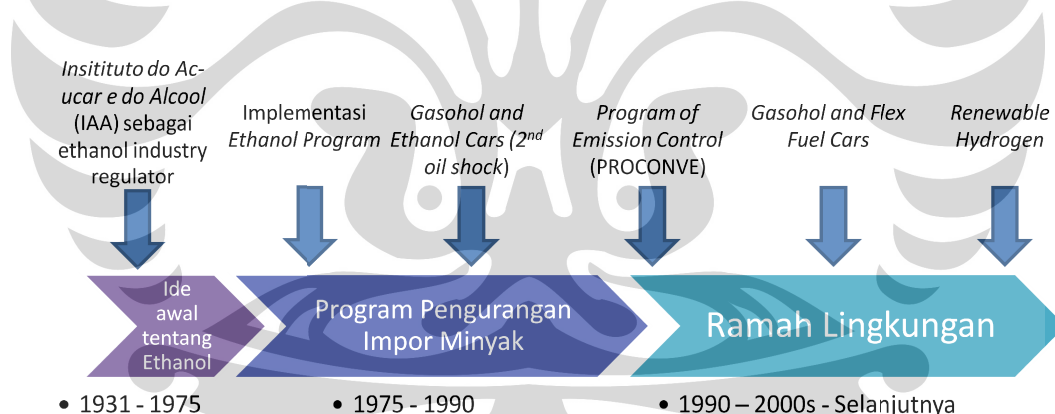 Insitituto do Ac-
ucar e do Alcool
(IAA) sebagai
ethanol industry
regulator
Implementasi
Ethanol Program
Gasohol and
Ethanol Cars (2nd
oil shock)
Program of
Emission Control
(PROCONVE)
Gasohol and Flex
Fuel Cars
Renewable
Hydrogen
Ide
awal
tentang
Ethanol
Program Pengurangan
Impor Minyak
Ramah Lingkungan
• 1931 - 1975
• 1975 - 1990
• 1990 – 2000s - Selanjutnya